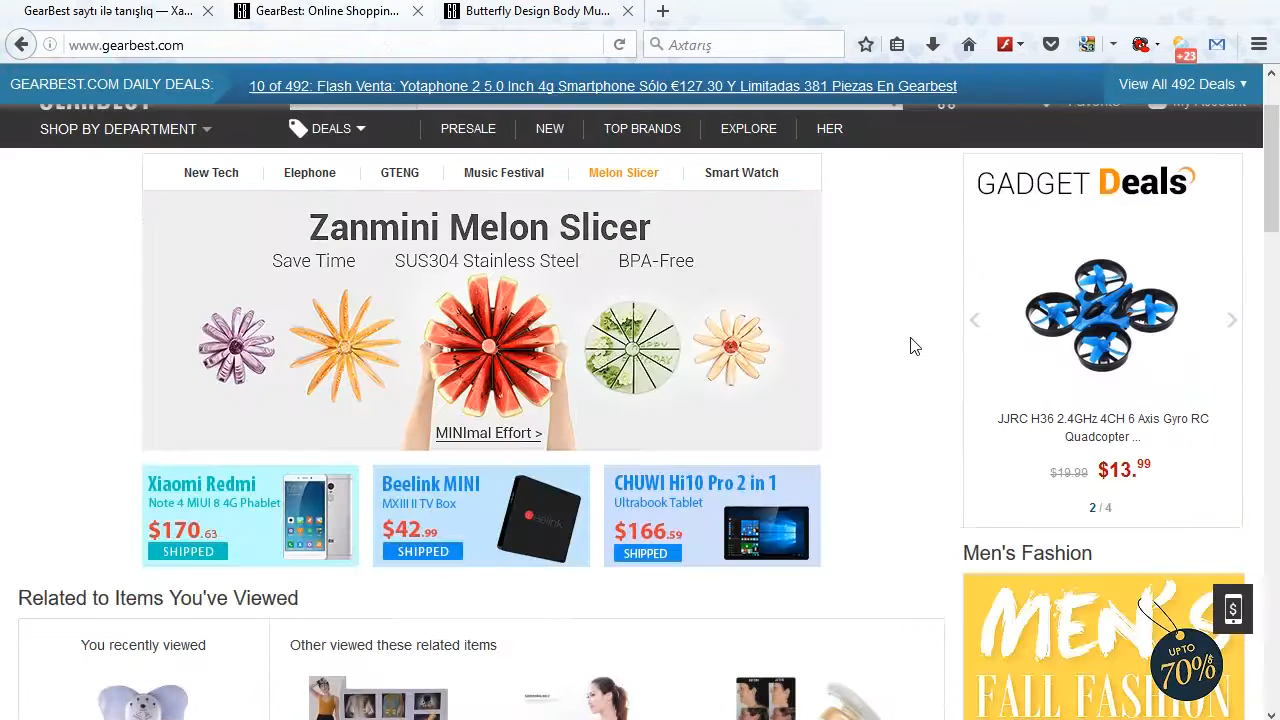 GearBest saytı ilə tanışlıq — Xa...
GearBest: Online Shoppin...
Butterfly Design Body Mu...
www.gearbest.com
Axtarış
+23
GEARBEST.COM DAILY DEALS:
10 of 492: Flash Venta: Yotaphone 2 5.0 Inch 4g Smartphone Sólo €127.30 Y Limitadas 381 Piezas En Gearbest
View All 492 Deals
SHOP BY DEPARTMENT
DEALS
PRESALE
NEW
TOP BRANDS
EXPLORE
HER
New Tech
Elephone
GTENG
Music Festival
Melon Slicer
Smart Watch
Zanmini Melon Slicer
Save Time
SUS304 Stainless Steel
BPA-Free
MINImal Effort >
GADGET Deals
JJRC H36 2.4GHz 4CH 6 Axis Gyro RC
Quadcopter ...
$19.99 $13.99
2 / 4
Xiaomi Redmi
Note 4 MIUI 8 4G Phablet
$170.63
SHIPPED
Beelink MINI
MXIII II TV Box
$42.99
SHIPPED
CHUWI Hi10 Pro 2 in 1
Ultrabook Tablet
$166.59
SHIPPED
Men's Fashion
MEN'S
FALL FASHION
UP TO
70%
Related to Items You've Viewed
You recently viewed
Other viewed these related items